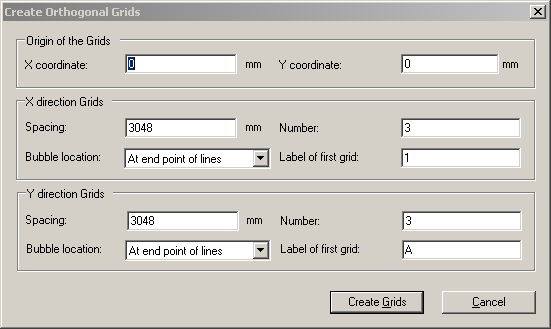 Create Orthogonal Grids
Origin of the Grids
X coordinate: 0 mm Y coordinate: 0 mm
X direction Grids
Spacing: 3048 mm Number: 3
Bubble location: At end point of lines Label of first grid: 1
Y direction Grids
Spacing: 3048 mm Number: 3
Bubble location: At end point of lines Label of first grid: A
Create Grids Cancel